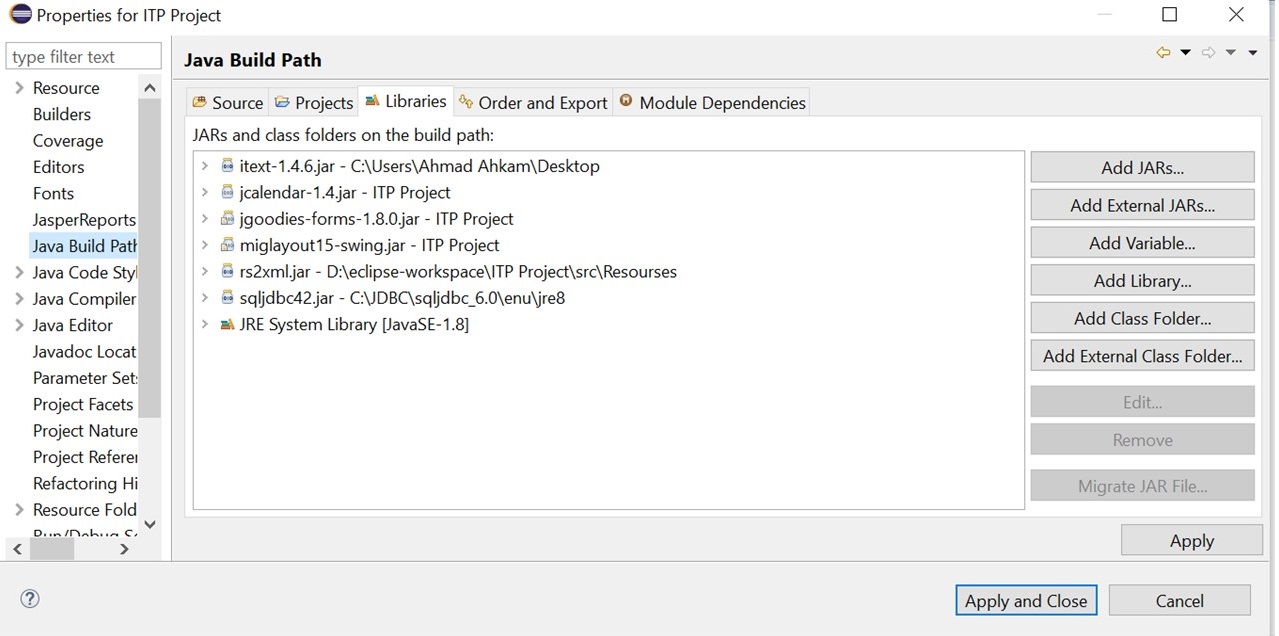 Properties for ITP Project
type filter text
Resource
Builders
Coverage
Editors
Fonts
JasperReports
Java Build Path
Java Code Styl
Java Compiler
Java Editor
Javadoc Locat
Parameter Sets
Project Facets
Project Nature
Project Referen
Refactoring Hi
Resource Fold
Run/Debug Se
Java Build Path
Source
Projects
Libraries
Order and Export
Module Dependencies
JARs and class folders on the build path:
itext-1.4.6.jar - C:\Users\Ahmad Ahkam\Desktop
jcalendar-1.4.jar - ITP Project
jgoodies-forms-1.8.0.jar - ITP Project
miglayout15-swing.jar - ITP Project
rs2xml.jar - D:\eclipse-workspace\ITP Project\src\Resourses
sqljdbc42.jar - C:\JDBC\sqljdbc_6.0\enu\jre8
JRE System Library [JavaSE-1.8]
Add JARs...
Add External JARs...
Add Variable...
Add Library...
Add Class Folder...
Add External Class Folder...
Edit...
Remove
Migrate JAR File...
Apply
Apply and Close
Cancel